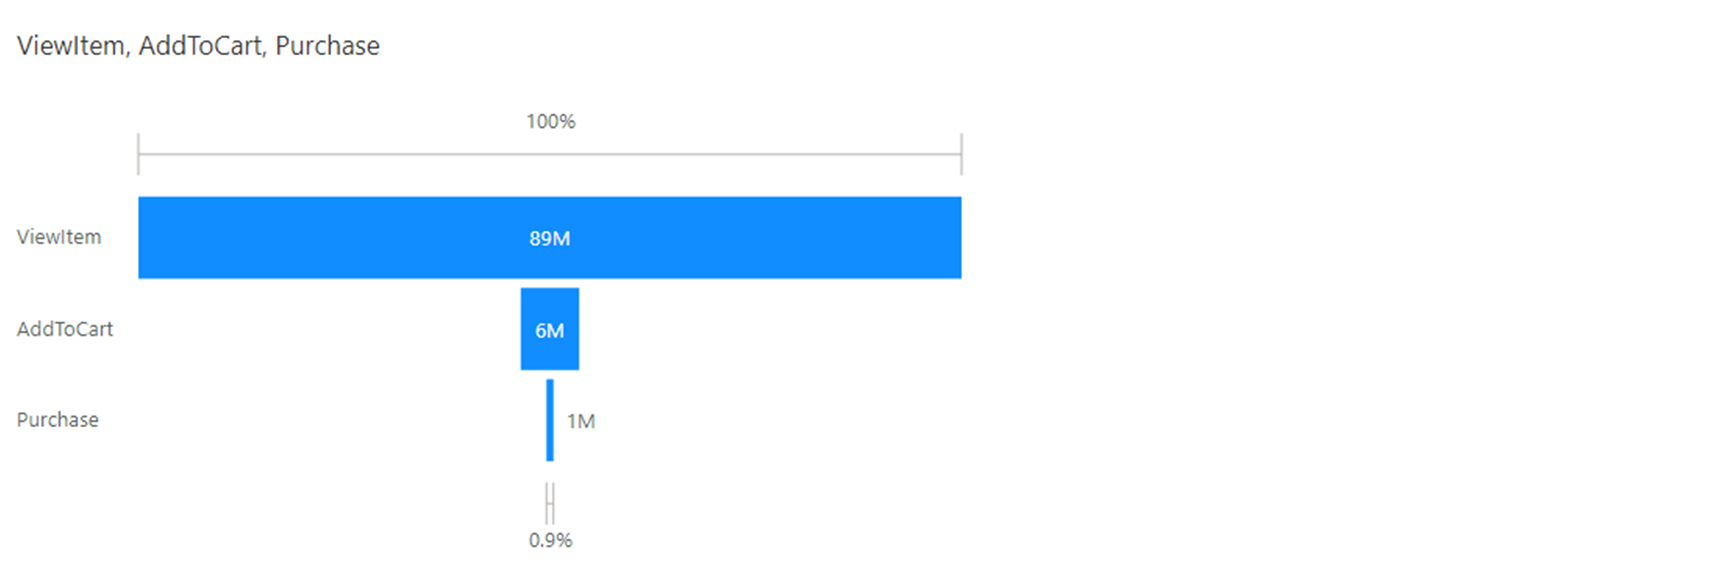 ViewItem, AddToCart, Purchase
100%
ViewItem 89M
AddToCart 6M
Purchase 1M
0.9%